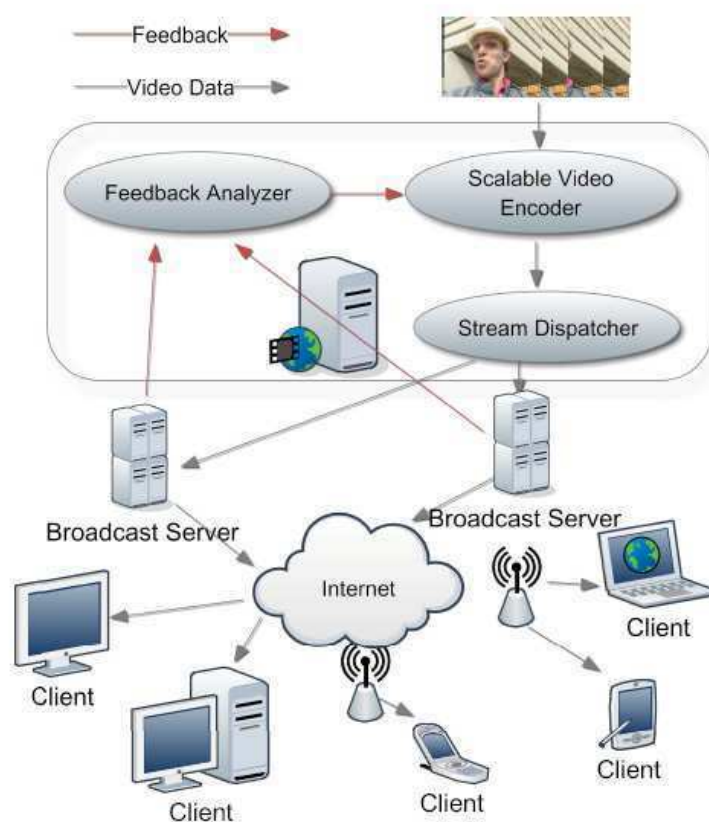 Feedback
Video Data
Feedback Analyzer
Scalable Video
Encoder
Stream Dispatcher
Broadcast Server
Broadcast Server
Internet
Client
Client
Client
Client
Client